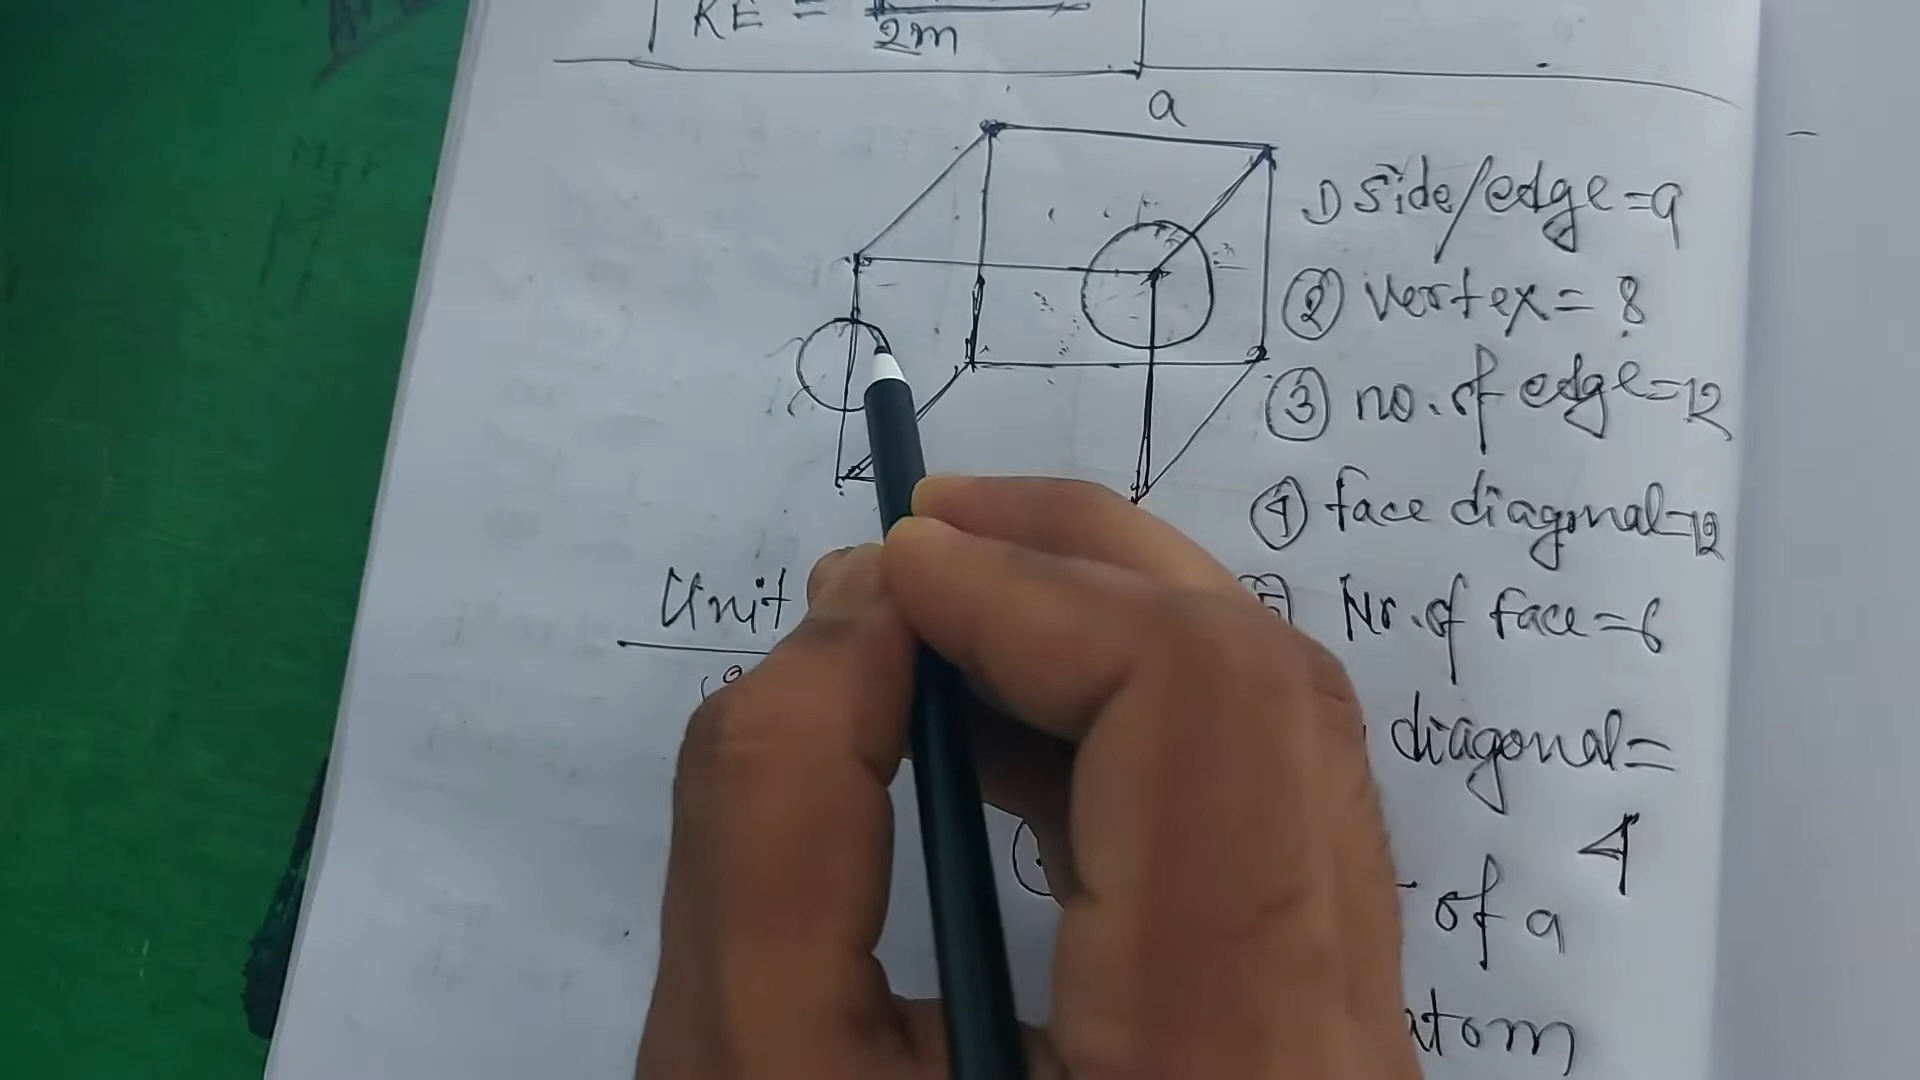 KE =
2m
a
1) Side/edge = a
② Vertex = 8
③ no. of edge = 12
④ face diagonal = 12
Nr. of face = 6
diagonal =
4
of a
atom
Unit